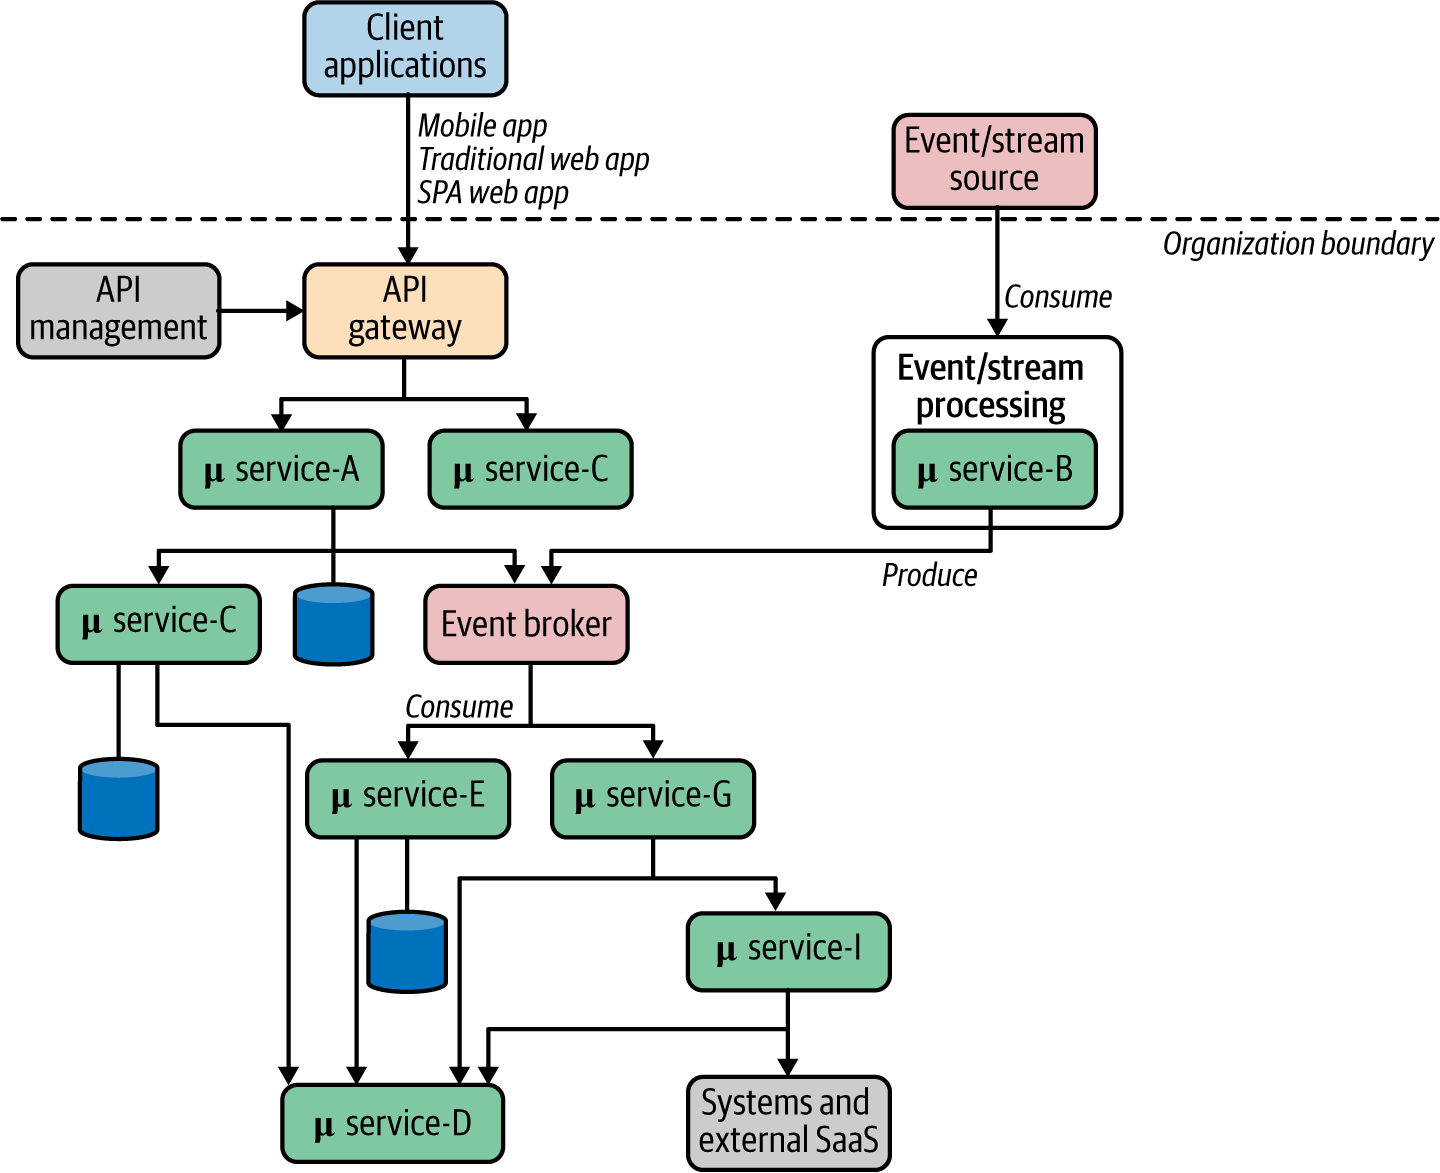 Client
applications
Mobile app
Traditional web app
SPA web app
Event/stream
source
Organization boundary
API
management
API
gateway
Consume
Event/stream
processing
μ service-A
μ service-C
μ service-B
Produce
μ service-C
Event broker
Consume
μ service-E
μ service-G
μ service-I
μ service-D
Systems and
external SaaS